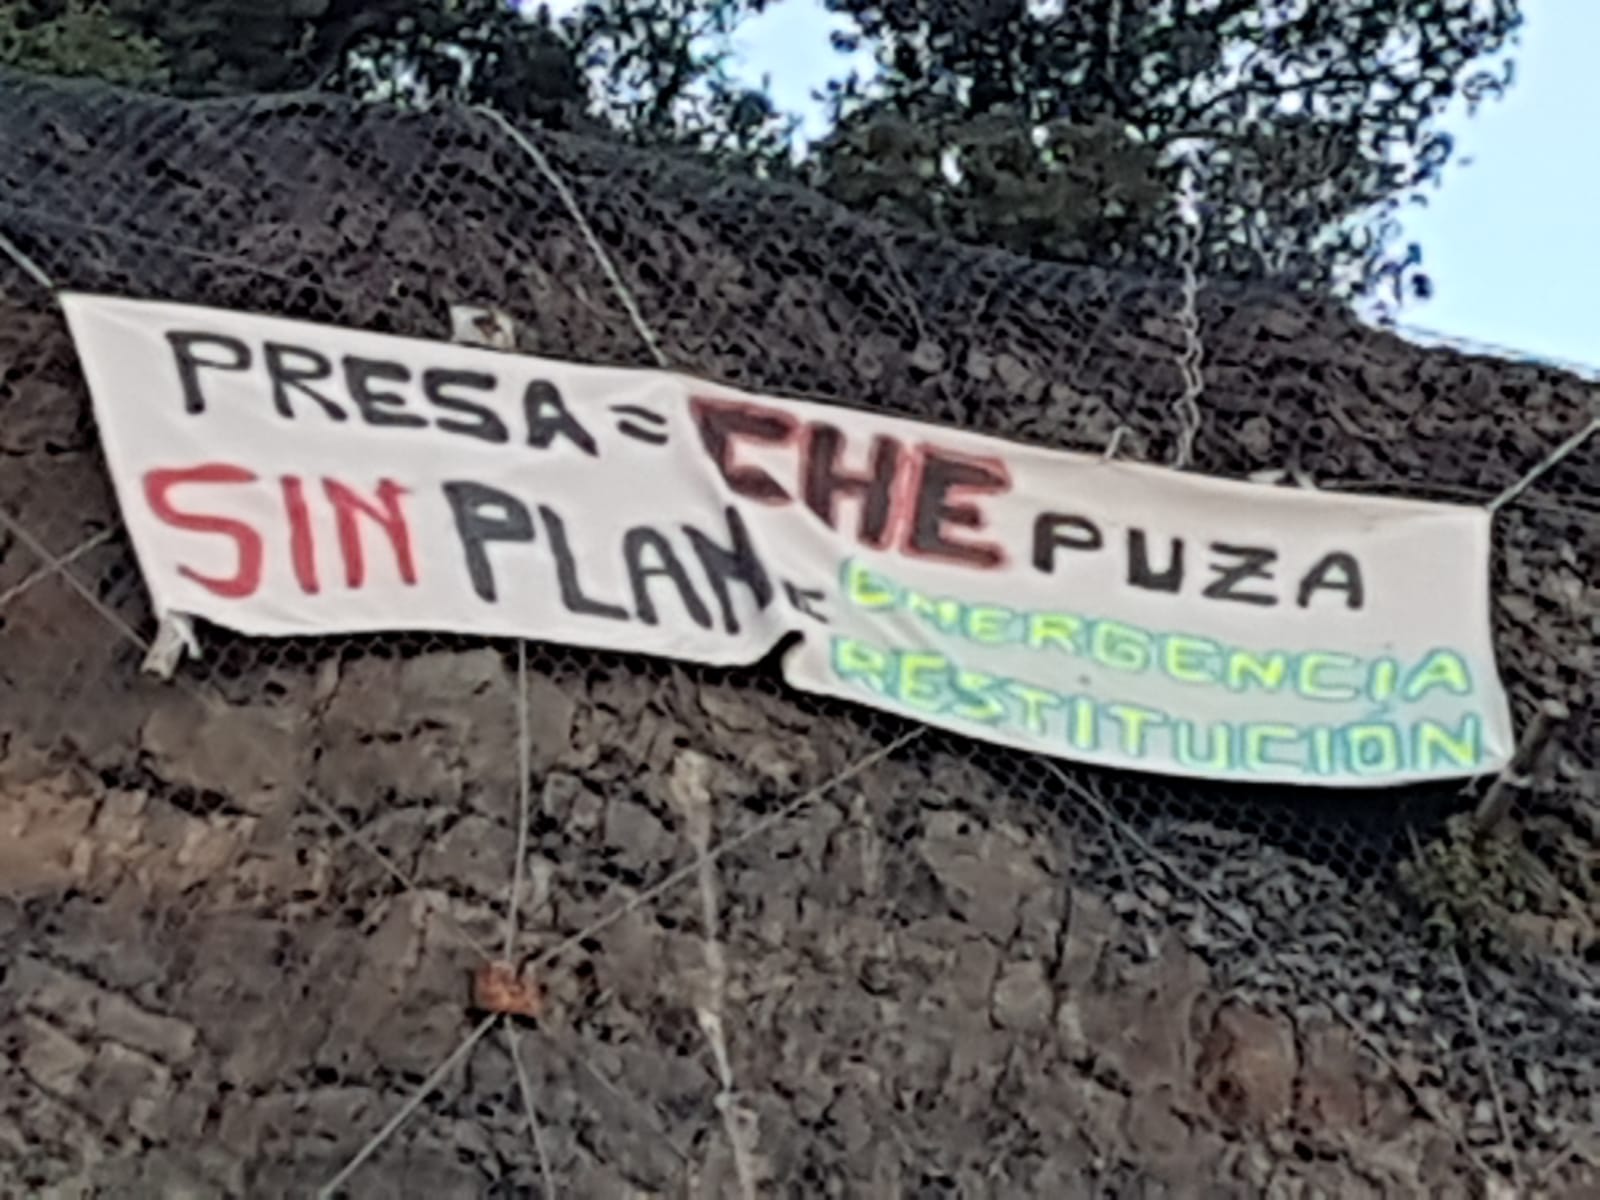 PRESA = CHEPUZA
SIN PLAN = EMERGENCIA
RESTITUCIÓN